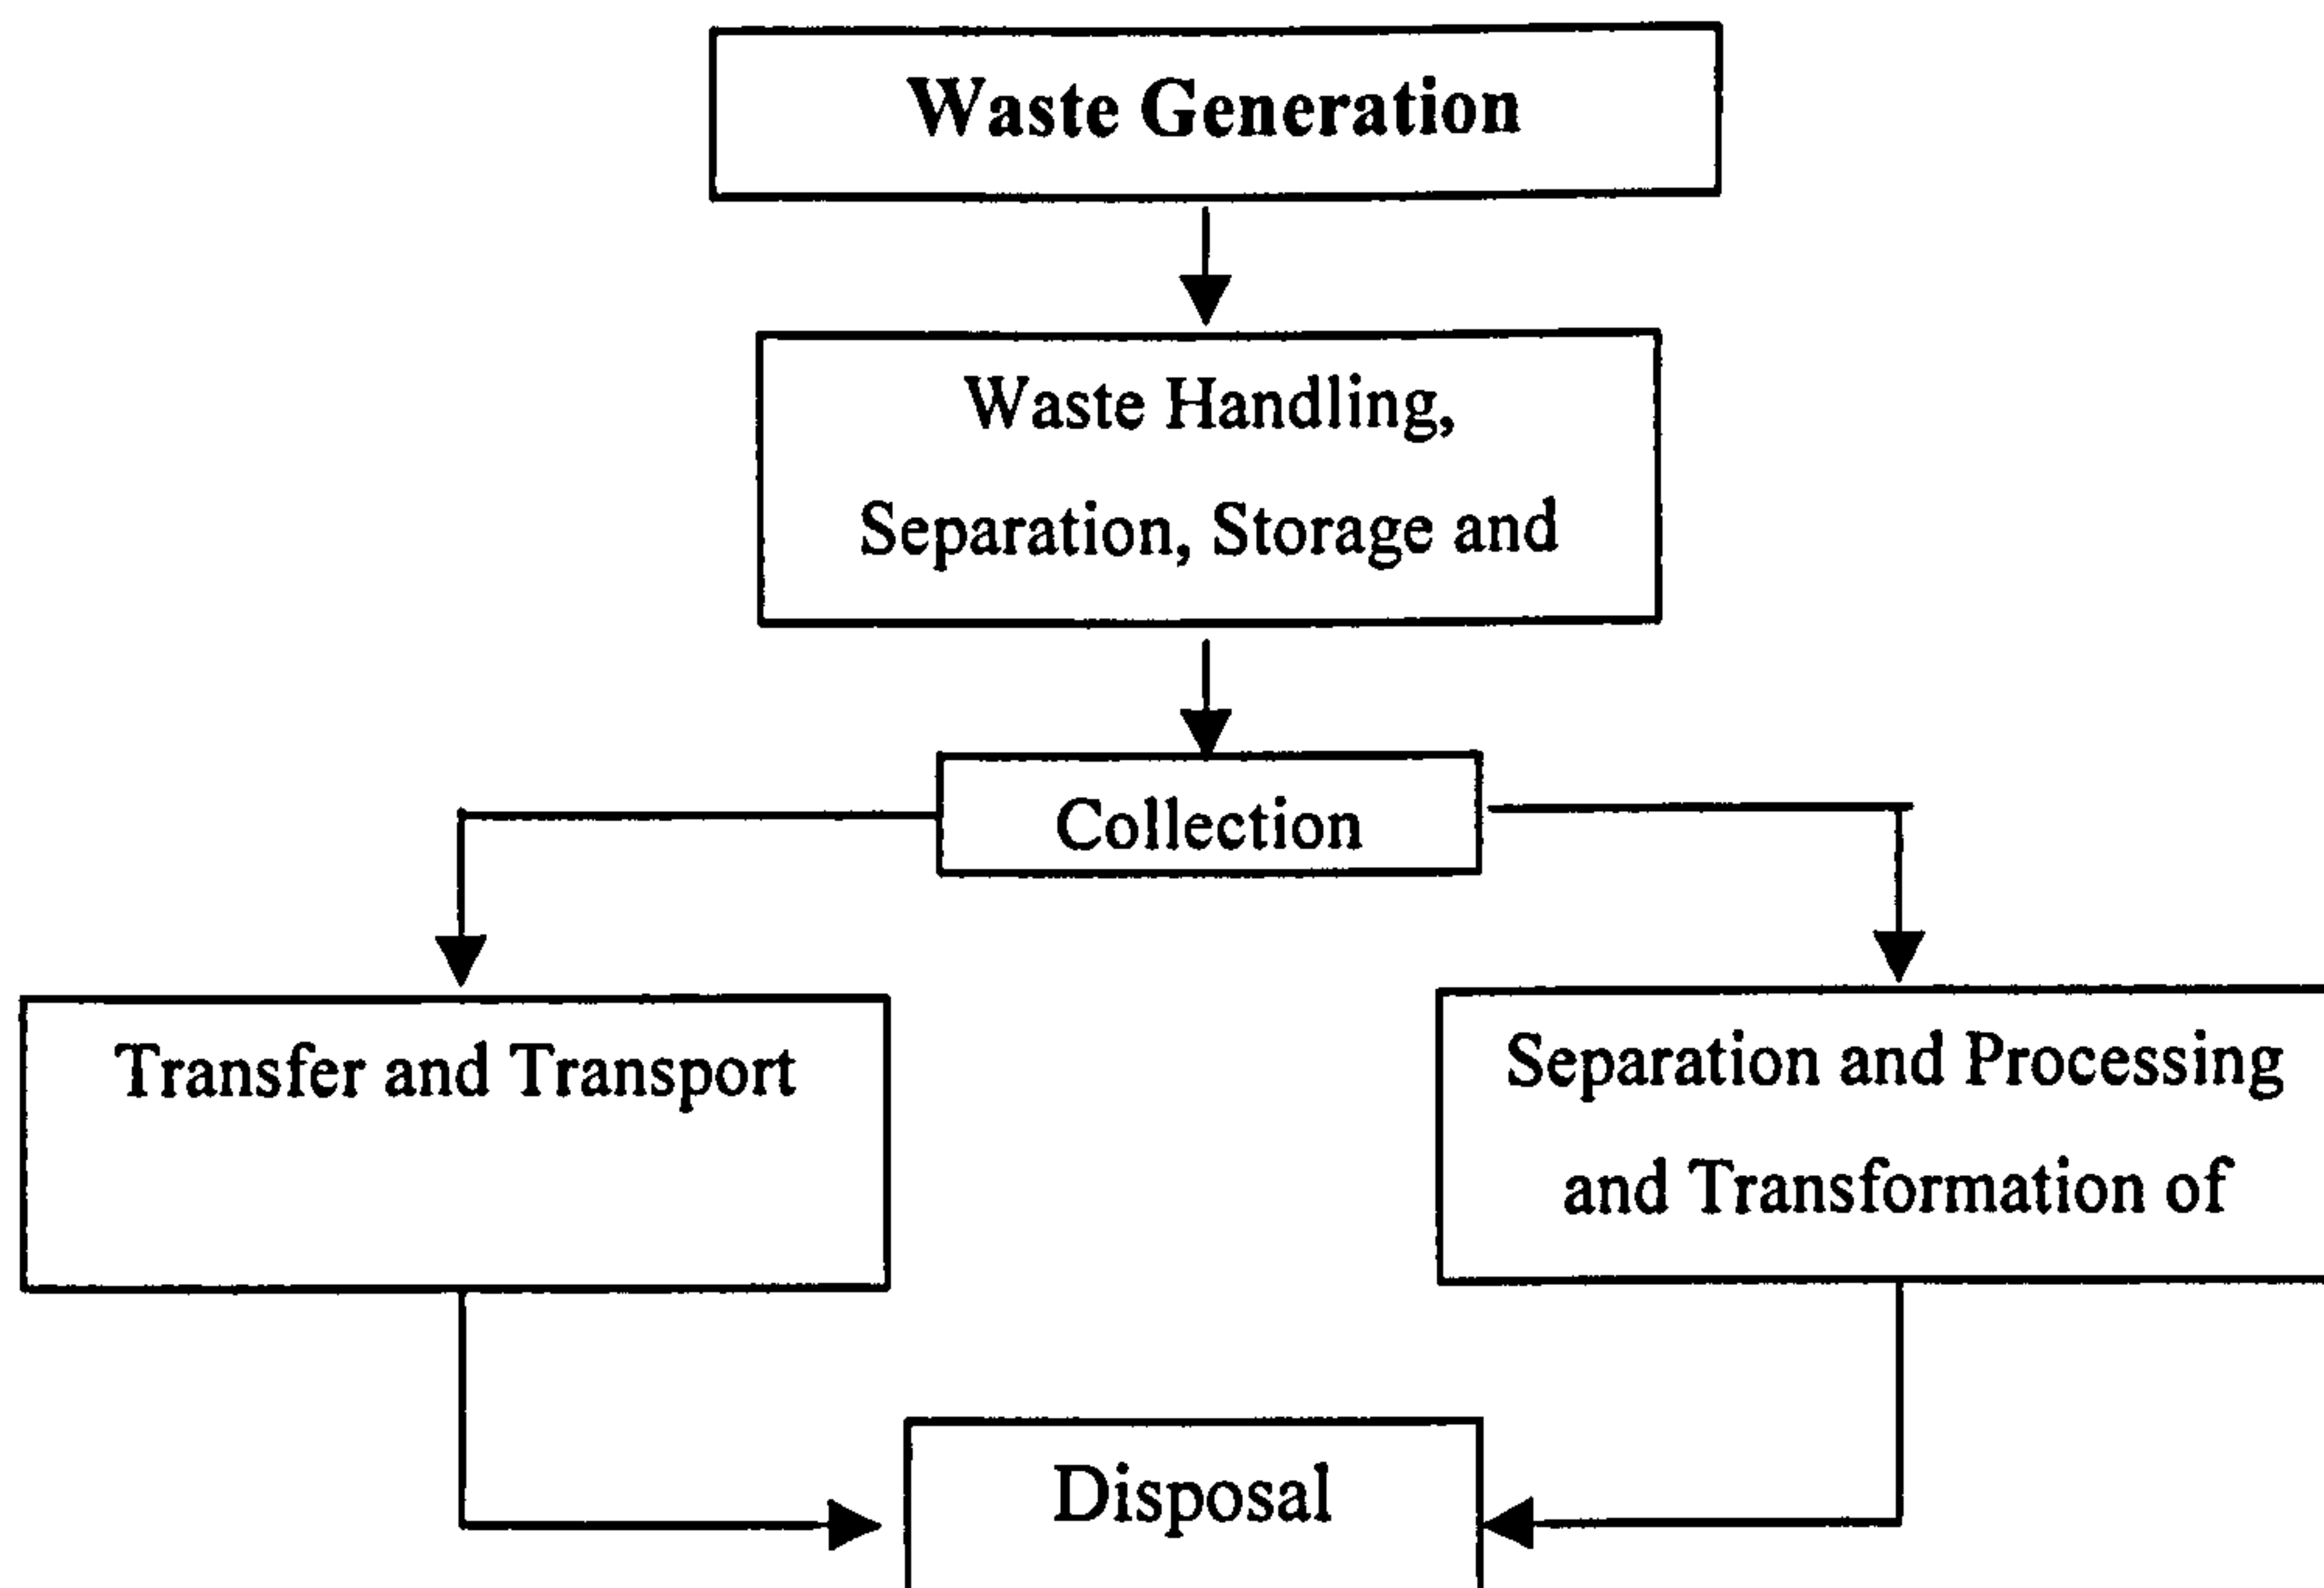 Waste Generation
Waste Handling,
Separation, Storage and
Collection
Transfer and Transport
Separation and Processing
and Transformation of
Disposal